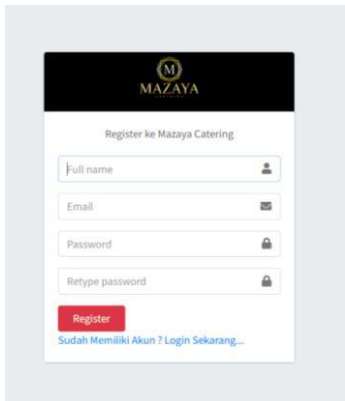 M
MAZAYA
Register ke Mazaya Catering
Full name
Email
Password
Retype password
Register
Sudah Memiliki Akun ? Login Sekarang...